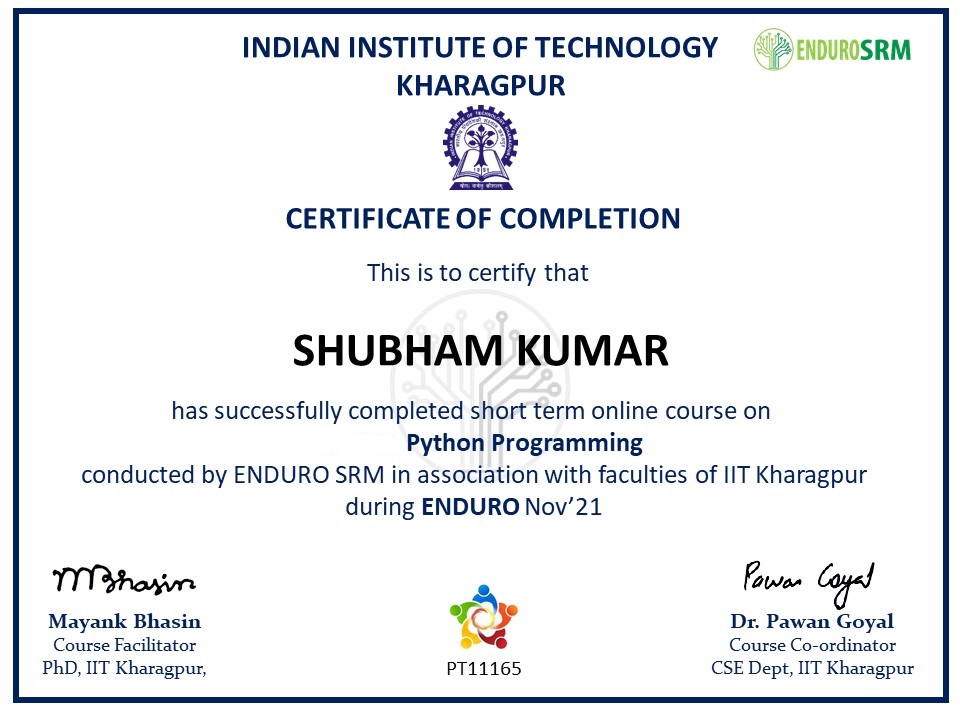 INDIAN INSTITUTE OF TECHNOLOGY
KHARAGPUR
ENDUROSRM
CERTIFICATE OF COMPLETION
This is to certify that
SHUBHAM KUMAR
has successfully completed short term online course on
Python Programming
conducted by ENDURO SRM in association with faculties of IIT Kharagpur
during ENDURO Nov’21
MBhasin
Pawan Goyal
Mayank Bhasin
Course Facilitator
PhD, IIT Kharagpur,
PT11165
Dr. Pawan Goyal
Course Co-ordinator
CSE Dept, IIT Kharagpur